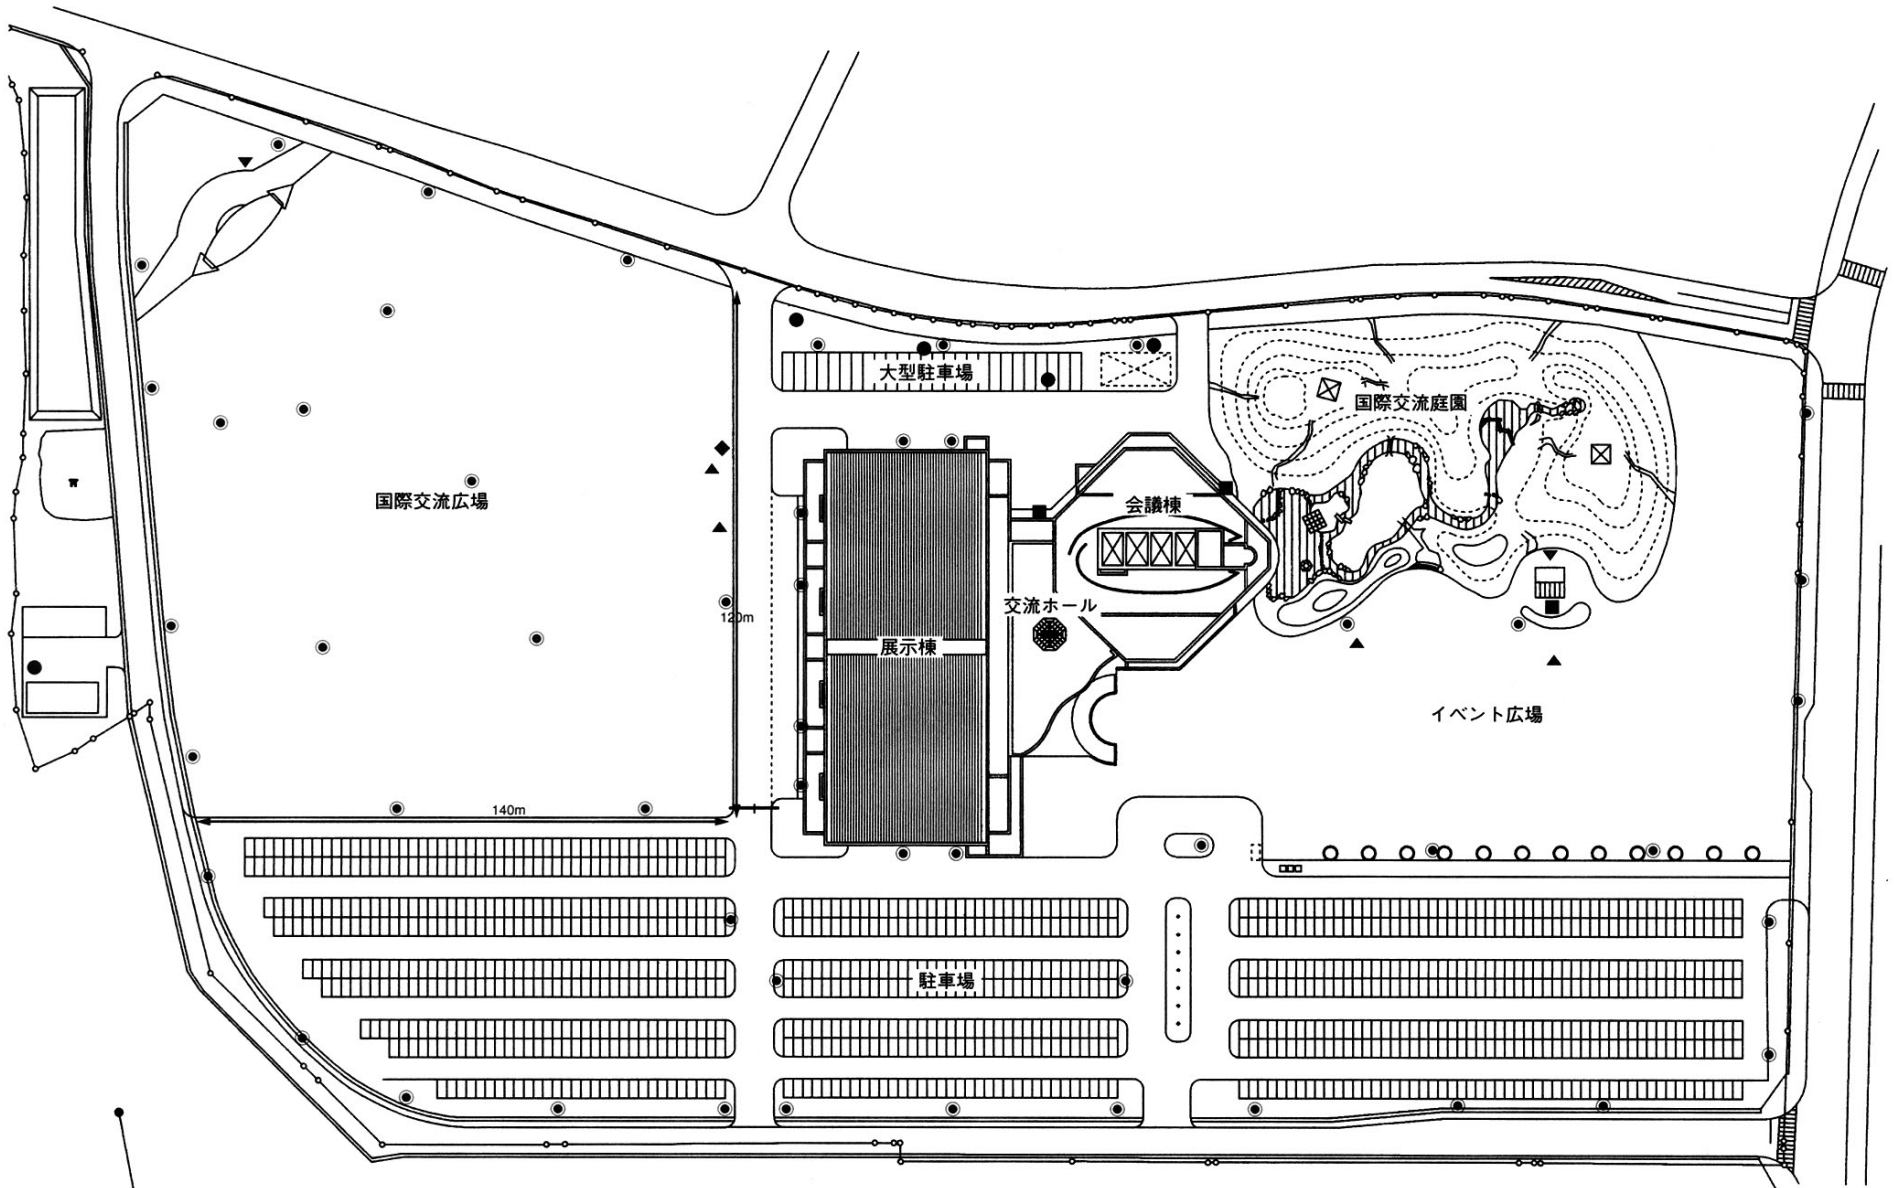 大型駐車場
国際交流庭園
国際交流広場
会議棟
交流ホール
120m
展示棟
イベント広場
140m
駐車場